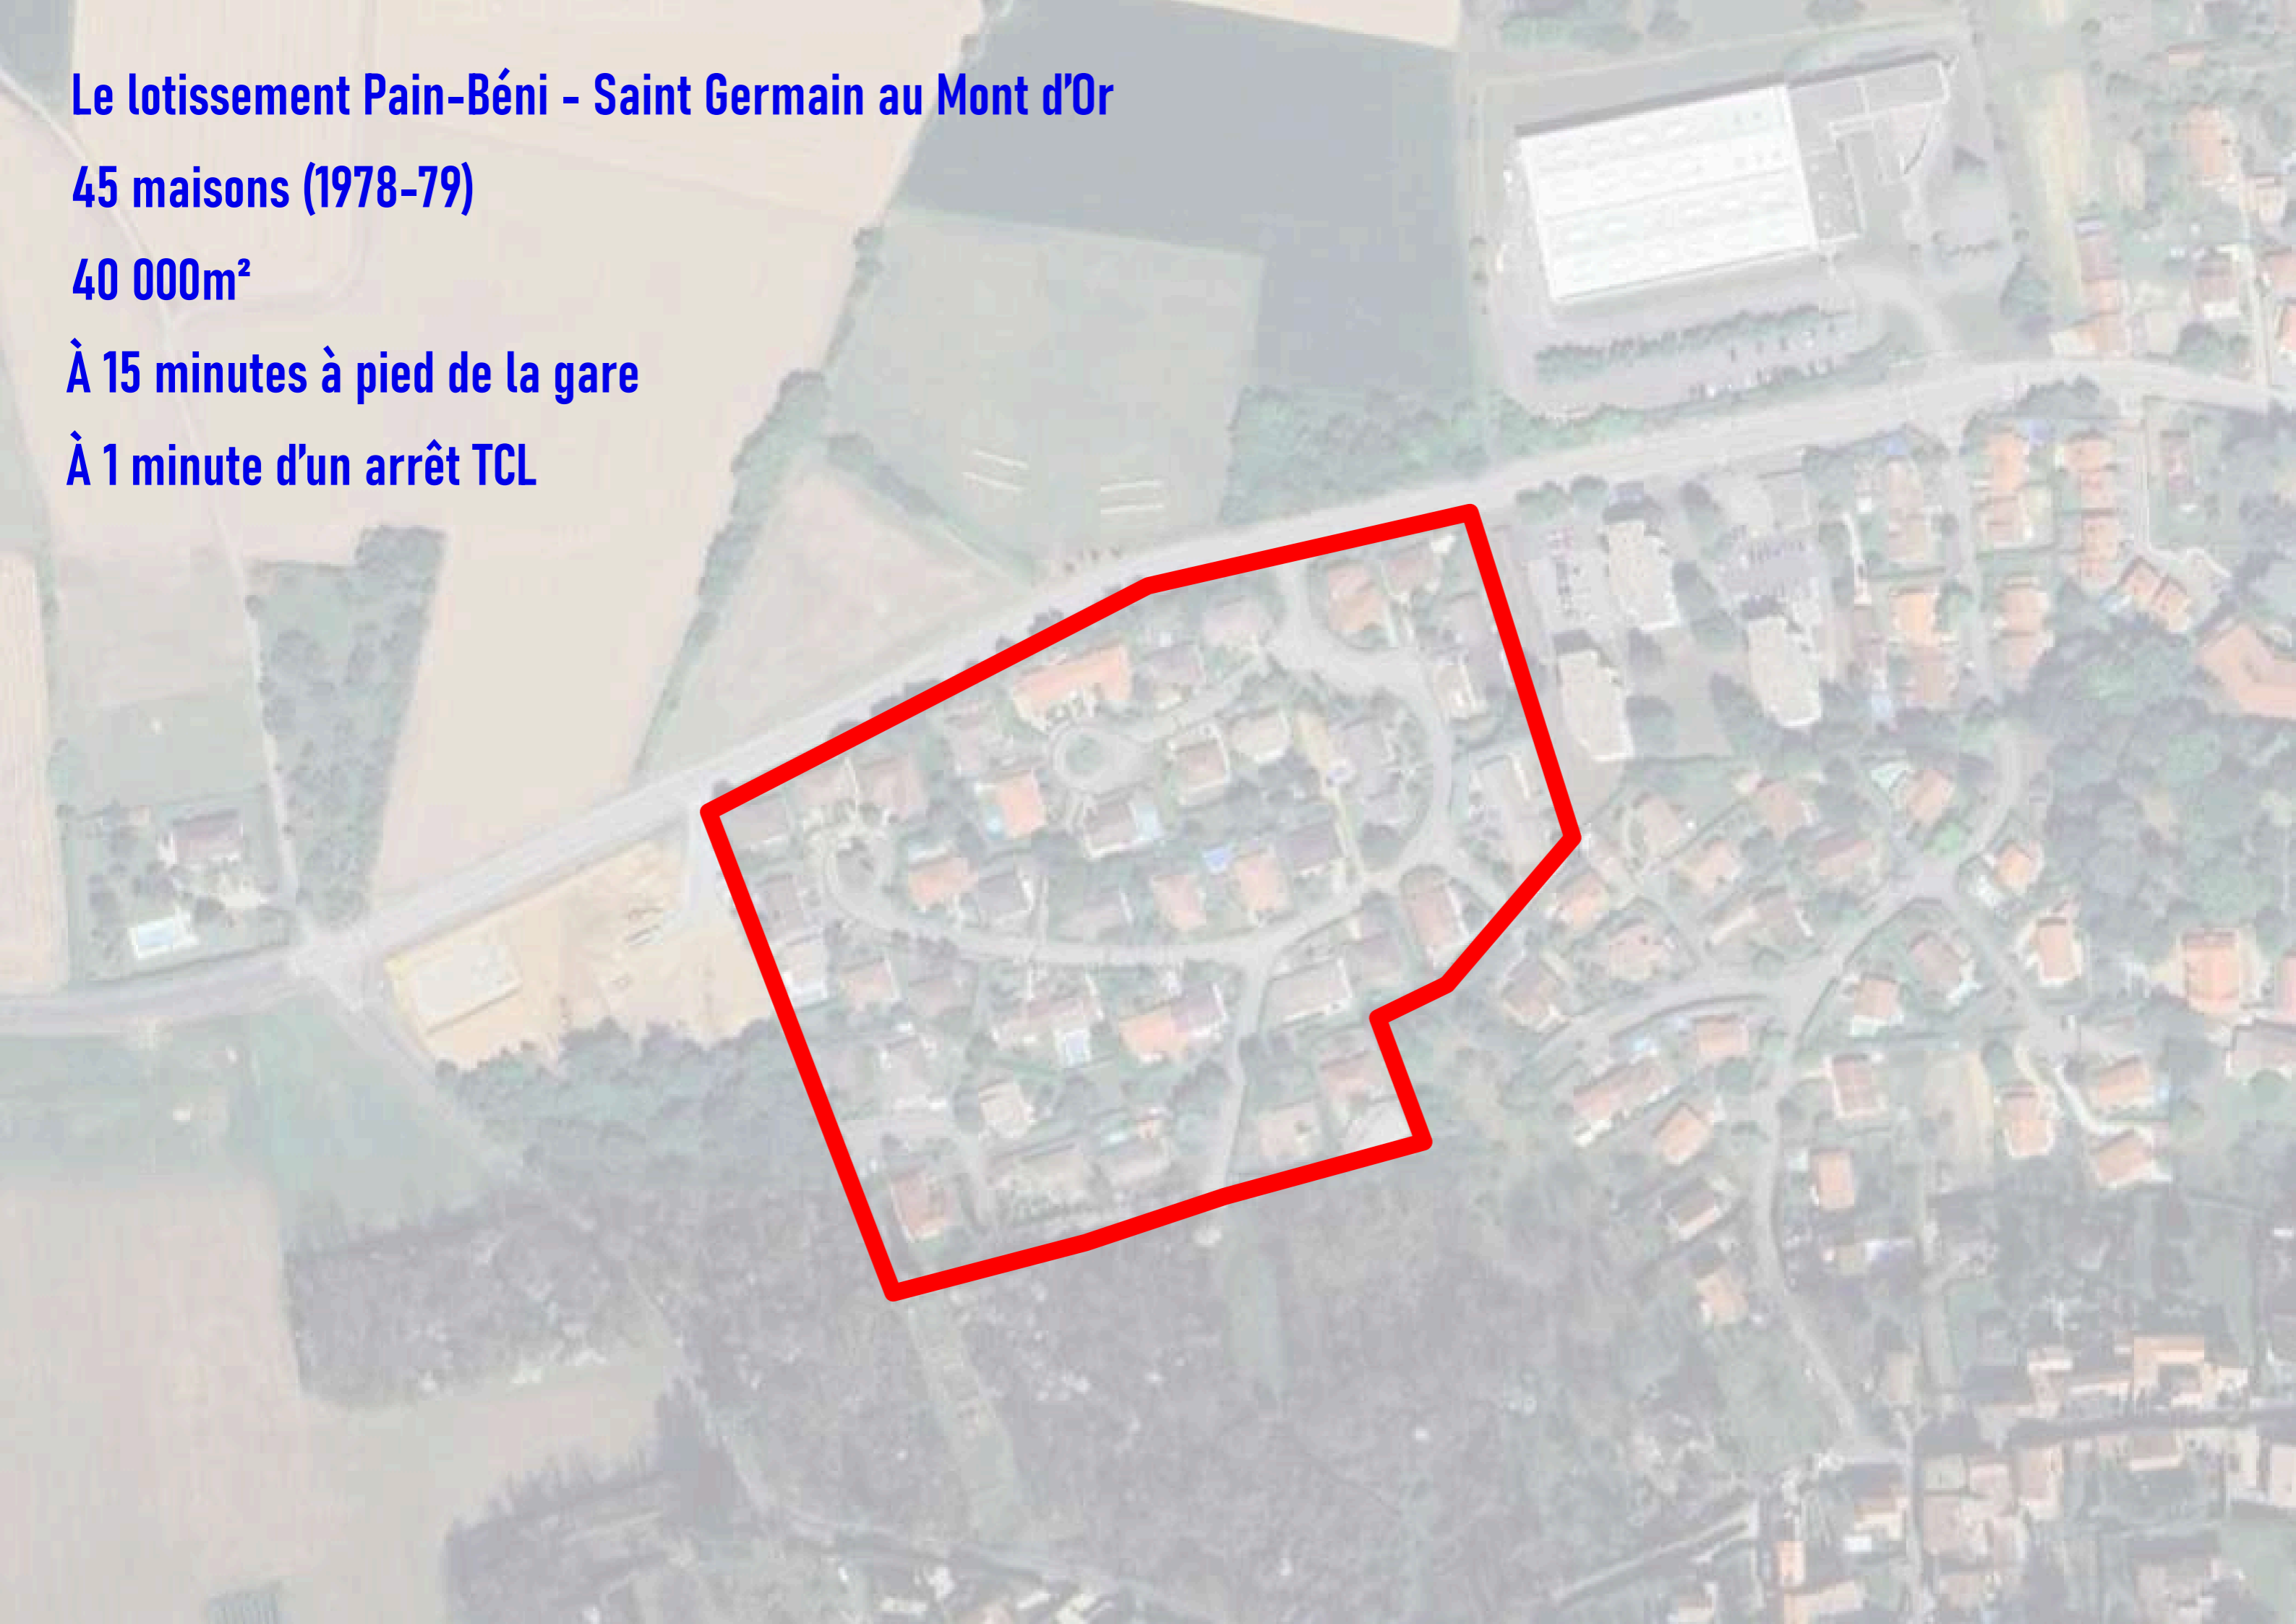 Le lotissement Pain-Béni - Saint Germain au Mont d'Or
45 maisons (1978-79)
40 000m²
À 15 minutes à pied de la gare
À 1 minute d'un arrêt TCL